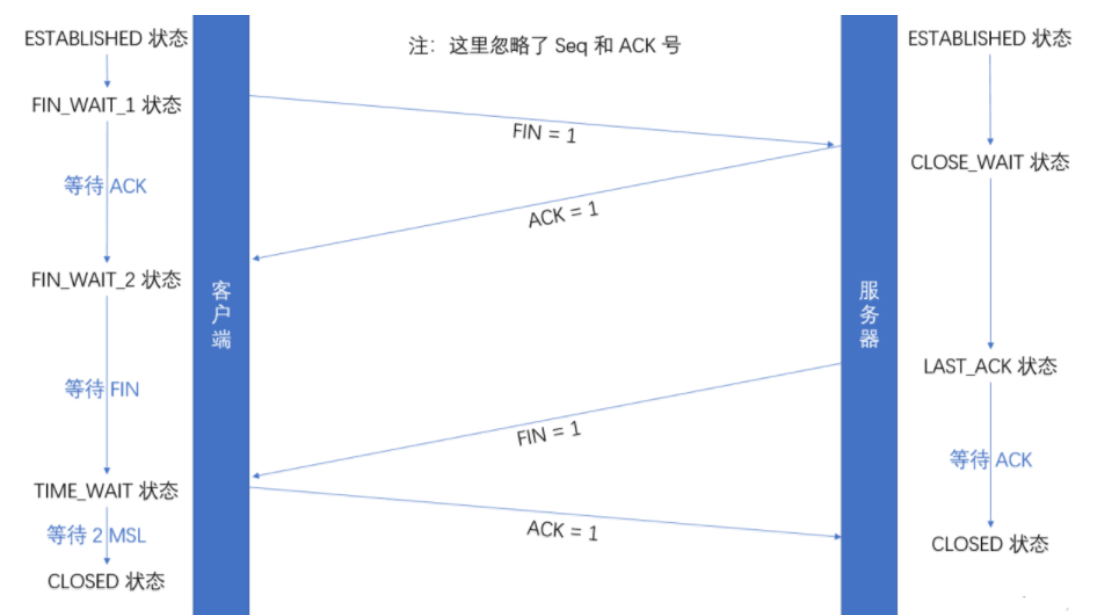 ESTABLISHED 状态
注：这里忽略了 Seq 和 ACK 号
ESTABLISHED 状态
FIN_WAIT_1 状态
FIN = 1
CLOSE_WAIT 状态
等待 ACK
ACK = 1
FIN_WAIT_2 状态
客户端
服务器
LAST_ACK 状态
等待 FIN
FIN = 1
等待 ACK
TIME_WAIT 状态
等待 2 MSL
ACK = 1
CLOSED 状态
CLOSED 状态